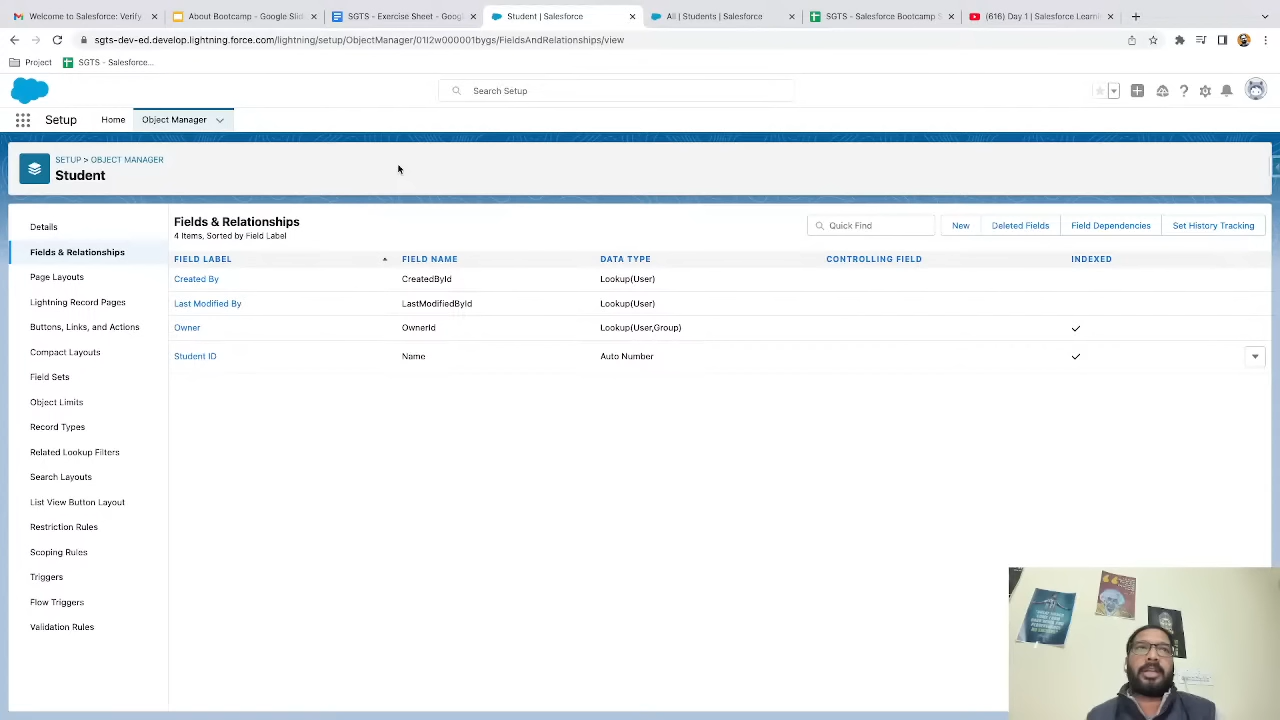 Welcome to Salesforce: Verify
About Bootcamp - Google Slid
SGTS - Exercise Sheet - Goog
Student | Salesforce
All | Students | Salesforce
SGTS - Salesforce Bootcamp S
(616) Day 1 | Salesforce Learni
sgts-dev-ed.develop.lightning.force.com/lightning/setup/ObjectManager/01I2w000001bygs/FieldsAndRelationships/view
Project
SGTS - Salesforce...
Search Setup
Setup
Home
Object Manager
SETUP > OBJECT MANAGER
Student
Details
Fields & Relationships
Page Layouts
Lightning Record Pages
Buttons, Links, and Actions
Compact Layouts
Field Sets
Object Limits
Record Types
Related Lookup Filters
Search Layouts
List View Button Layout
Restriction Rules
Scoping Rules
Triggers
Flow Triggers
Validation Rules
Fields & Relationships
4 Items, Sorted by Field Label
Quick Find
New
Deleted Fields
Field Dependencies
Set History Tracking
FIELD LABEL FIELD NAME DATA TYPE CONTROLLING FIELD INDEXED
Created By CreatedById Lookup(User)
Last Modified By LastModifiedById Lookup(User)
Owner OwnerId Lookup(User,Group)
Student ID Name Auto Number